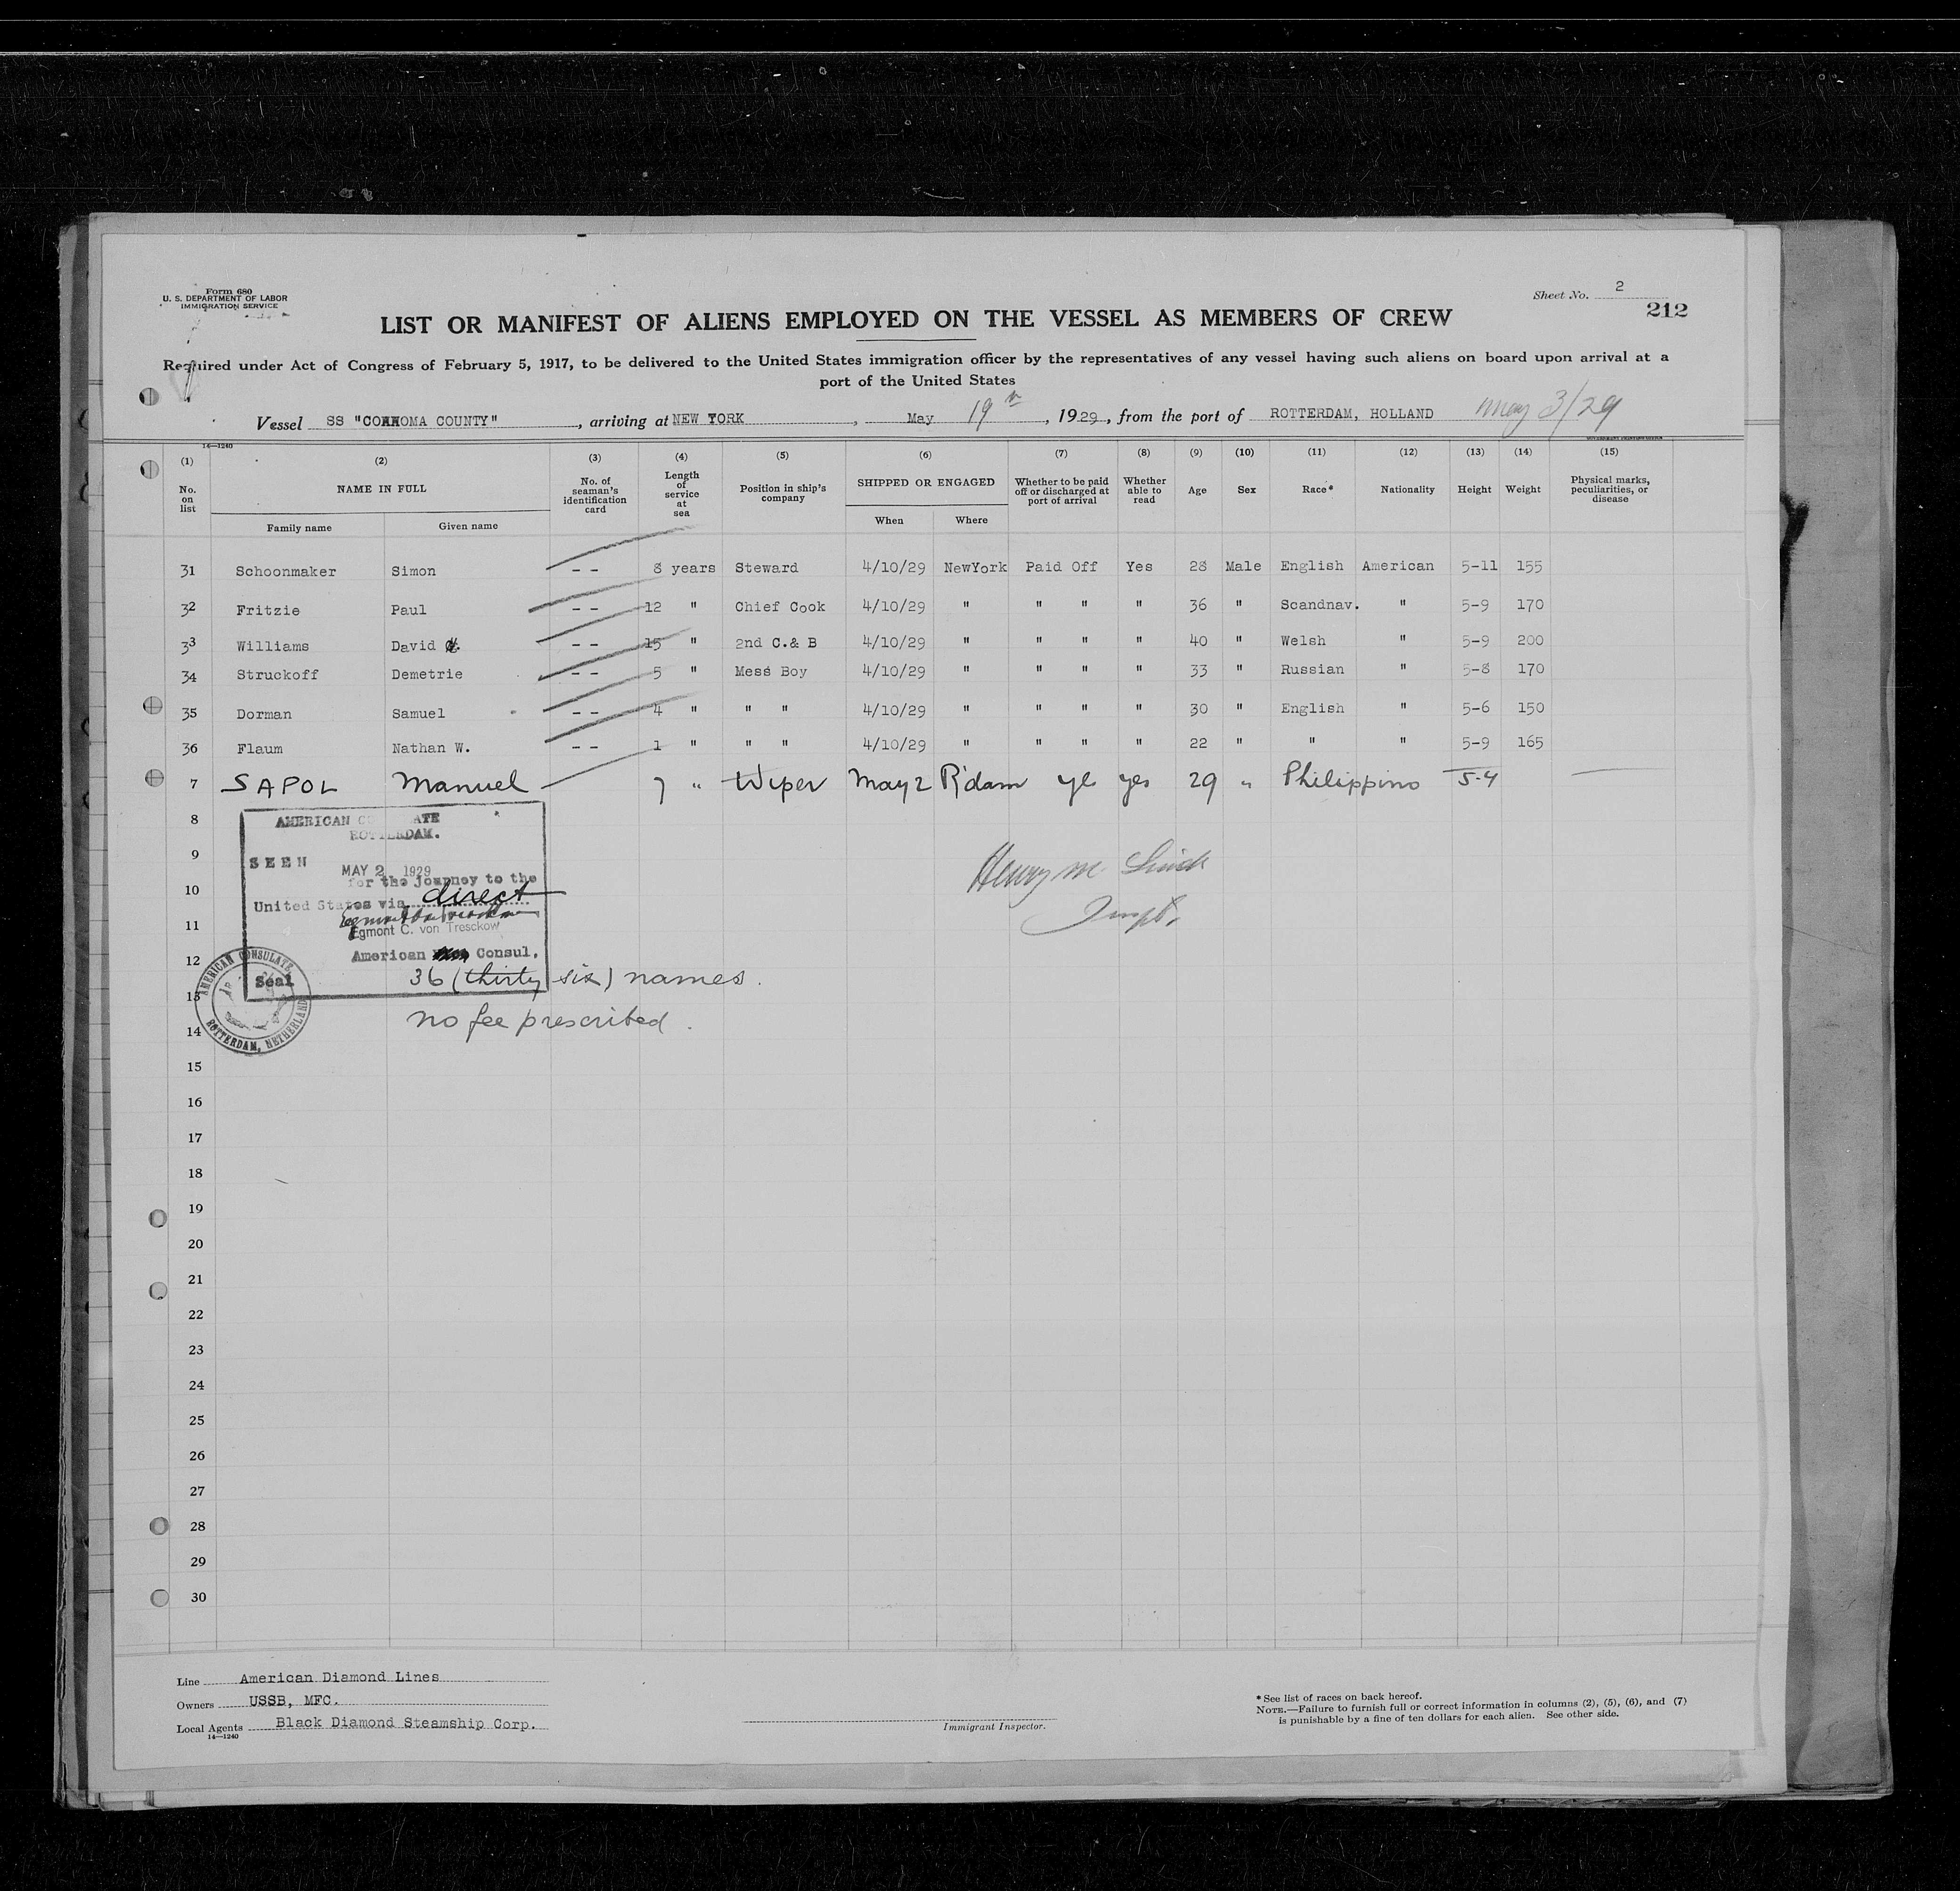 Form 680
U. S. DEPARTMENT OF LABOR
IMMIGRATION SERVICE
Sheet No. 2
212
LIST OR MANIFEST OF ALIENS EMPLOYED ON THE VESSEL AS MEMBERS OF CREW
Required under Act of Congress of February 5, 1917, to be delivered to the United States immigration officer by the representatives of any vessel having such aliens on board upon arrival at a
port of the United States
Vessel SS "COAHOMA COUNTY", arriving at NEW YORK, May 19th, 1929, from the port of ROTTERDAM, HOLLAND May 3/29
14—1240
(1) (2) (3) (4) (5) (6) (7) (8) (9) (10) (11) (12) (13) (14) (15)
No. on list NAME IN FULL No. of seaman's identification card Length of service at sea Position in ship's company SHIPPED OR ENGAGED Whether to be paid off or discharged at port of arrival Whether able to read Age Sex Race* Nationality Height Weight Physical marks, peculiarities, or disease
Family name Given name When Where
31 Schoonmaker Simon -- 8 years Steward 4/10/29 NewYork Paid Off Yes 28 Male English American 5-11 155
32 Fritzie Paul -- 12 " Chief Cook 4/10/29 " " " " 36 " Scandnav. " 5-9 170
33 Williams David -- 15 " 2nd C.& B 4/10/29 " " " " 40 " Welsh " 5-9 200
34 Struckoff Demetrie -- 5 " Mess Boy 4/10/29 " " " " 33 " Russian " 5-8 170
35 Dorman Samuel -- 4 " " " 4/10/29 " " " " 30 " English " 5-6 150
36 Flaum Nathan W. -- 1 " " " 4/10/29 " " " " 22 " " " 5-9 165
7 SAPOL Manuel 7 " Wiper May 2 R'dam yes 29 " Philippino 5-4
8 AMERICAN CONSULATE
ROTTERDAM.
9 SEEN
MAY 2 1929
for the journey to the
10
United States via direct
11 Egmont C. von Tresckow
12 American Consul.
Seal
36 (thirty six) names.
13
AMERICAN CONSULATE, ROTTERDAM, NETHERLAND
no fee prescribed.
14
Henry M.
15
16
17
18
19
20
21
22
23
24
25
26
27
28
29
30
Line American Diamond Lines
Owners USSB, MFC.
Local Agents Black Diamond Steamship Corp.
14—1240
Immigrant Inspector.
*See list of races on back hereof.
NOTE.—Failure to furnish full or correct information in columns (2), (5), (6), and (7)
is punishable by a fine of ten dollars for each alien. See other side.